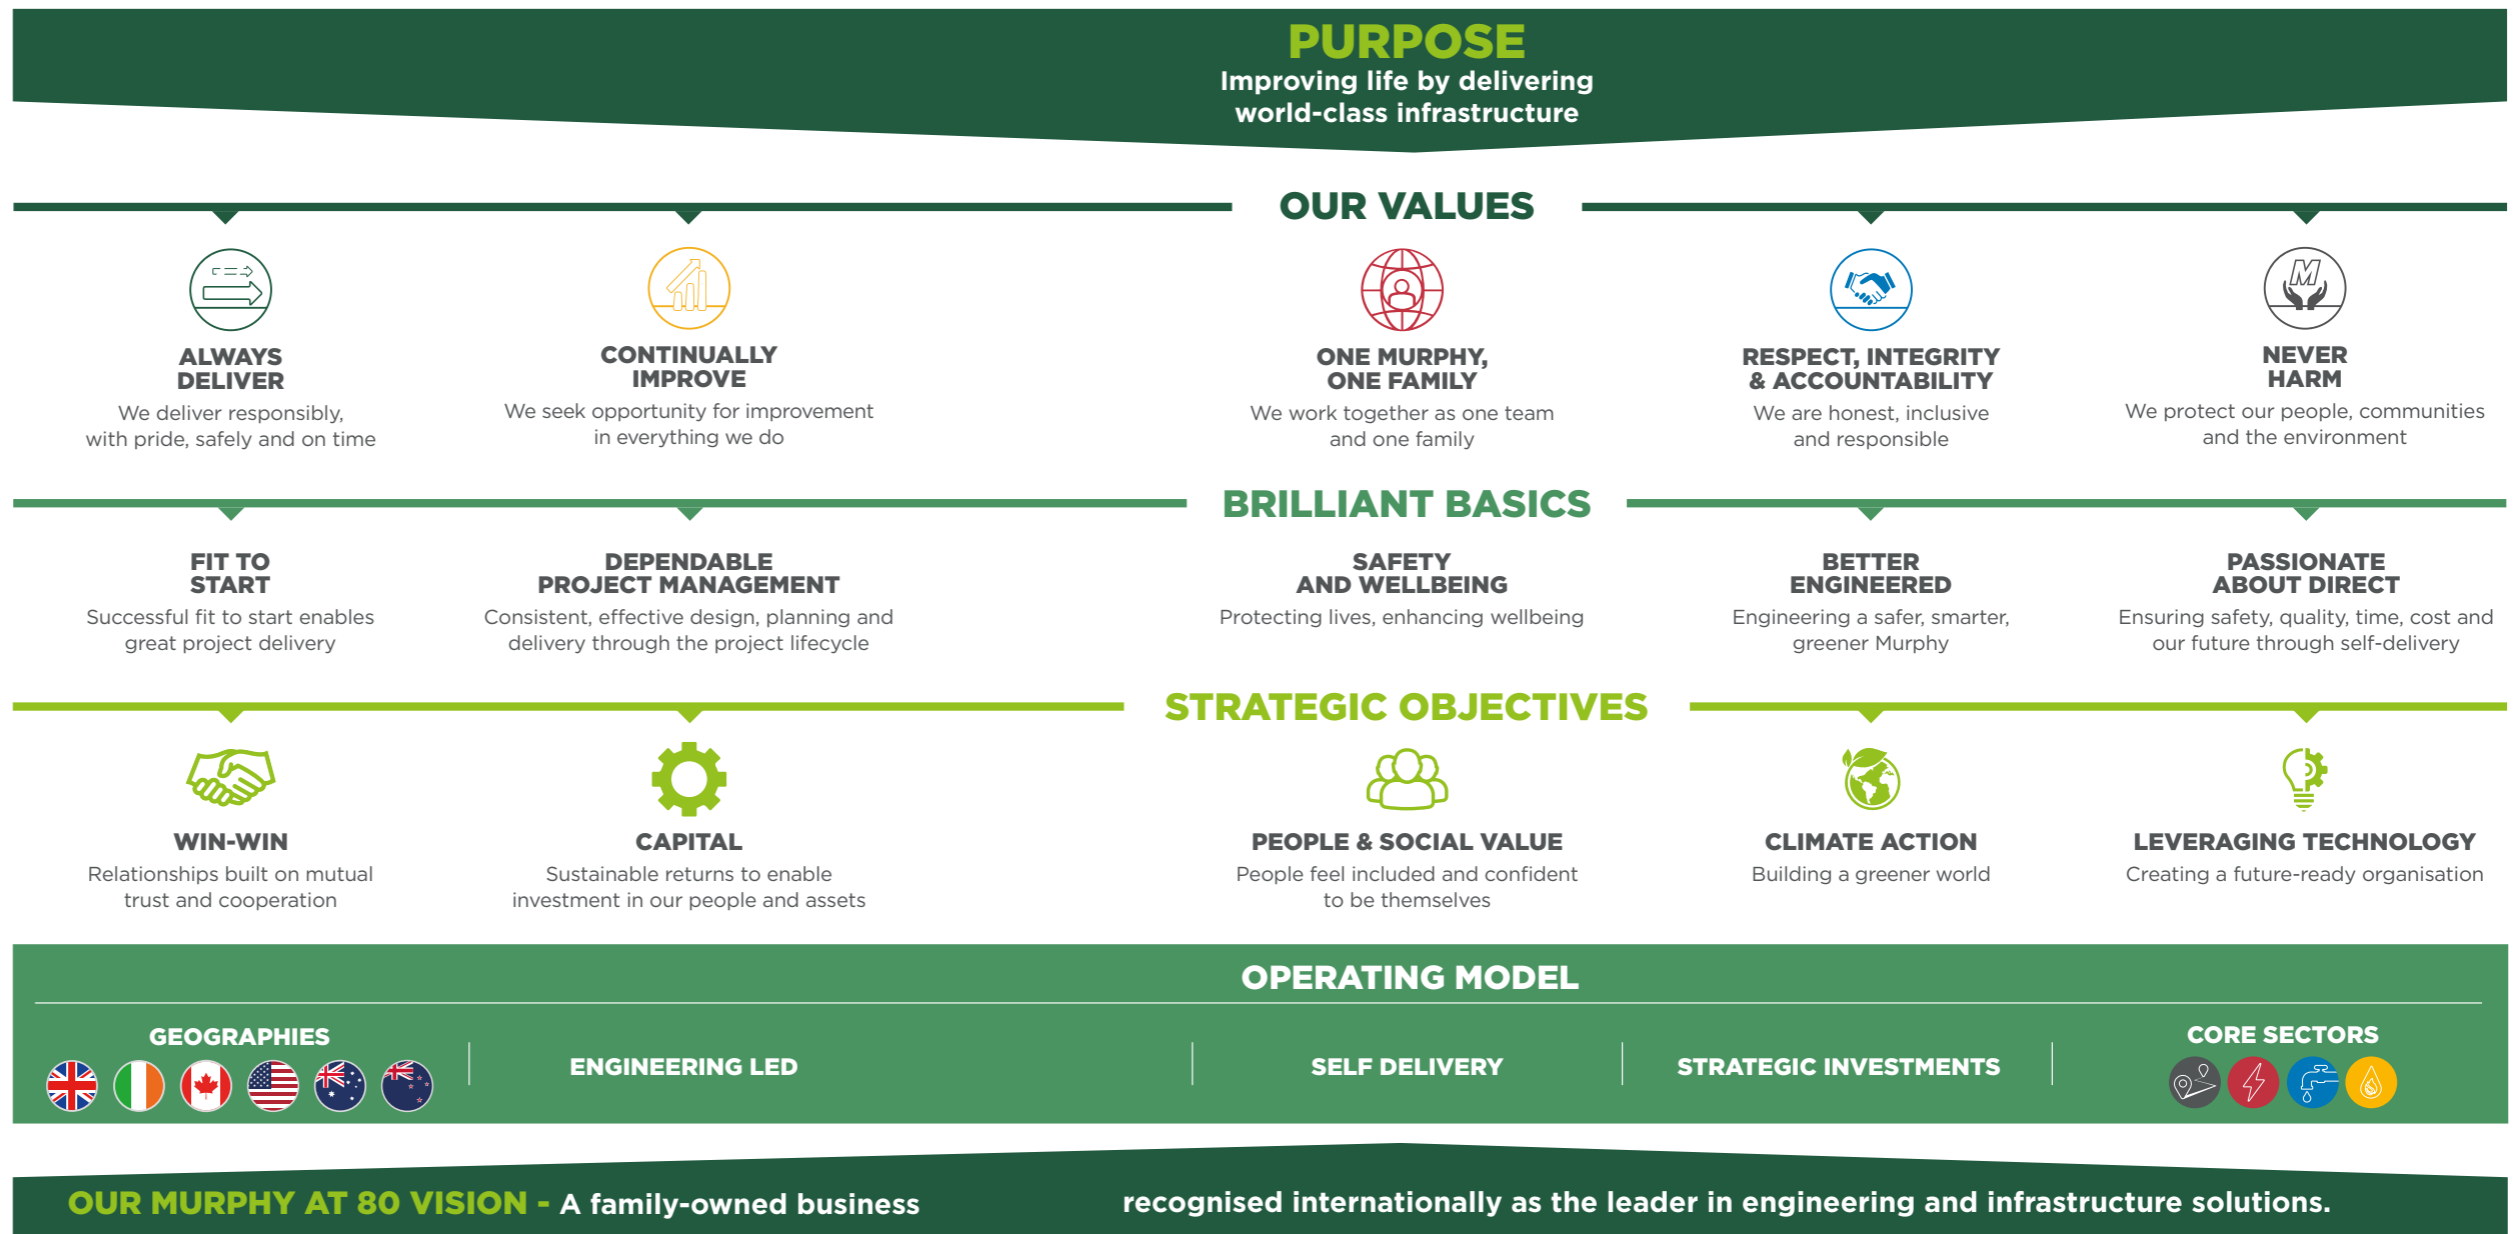 PURPOSE
Improving life by delivering
world-class infrastructure
OUR VALUES
ALWAYS
DELIVER
We deliver responsibly,
with pride, safely and on time
CONTINUALLY
IMPROVE
We seek opportunity for improvement
in everything we do
ONE MURPHY,
ONE FAMILY
We work together as one team
and one family
RESPECT, INTEGRITY
& ACCOUNTABILITY
We are honest, inclusive
and responsible
M
NEVER
HARM
We protect our people, communities
and the environment
BRILLIANT BASICS
FIT TO
START
Successful fit to start enables
great project delivery
DEPENDABLE
PROJECT MANAGEMENT
Consistent, effective design, planning and
delivery through the project lifecycle
SAFETY
AND WELLBEING
Protecting lives, enhancing wellbeing
BETTER
ENGINEERED
Engineering a safer, smarter,
greener Murphy
PASSIONATE
ABOUT DIRECT
Ensuring safety, quality, time, cost and
our future through self-delivery
STRATEGIC OBJECTIVES
WIN-WIN
Relationships built on mutual
trust and cooperation
CAPITAL
Sustainable returns to enable
investment in our people and assets
PEOPLE & SOCIAL VALUE
People feel included and confident
to be themselves
CLIMATE ACTION
Building a greener world
LEVERAGING TECHNOLOGY
Creating a future-ready organisation
OPERATING MODEL
GEOGRAPHIES
ENGINEERING LED
SELF DELIVERY
STRATEGIC INVESTMENTS
CORE SECTORS
OUR MURPHY AT 80 VISION - A family-owned business recognised internationally as the leader in engineering and infrastructure solutions.